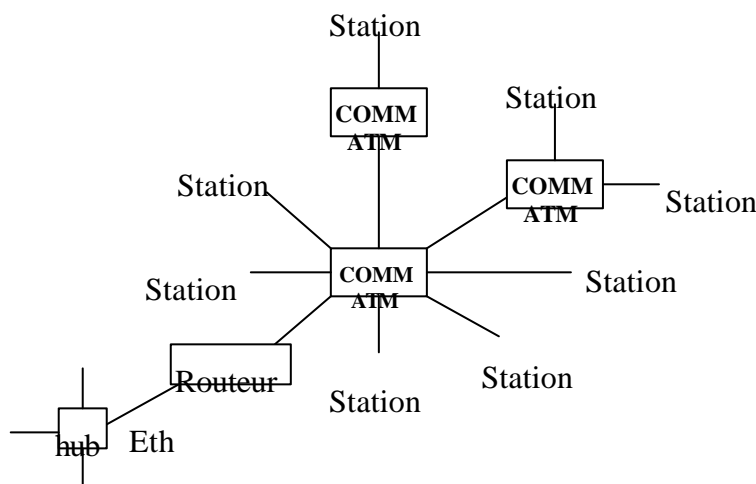 Station
COMM
ATM
Station
COMM
ATM
Station
Station
COMM
ATM
Station
Station
Routeur
Station
Station
hub
Eth